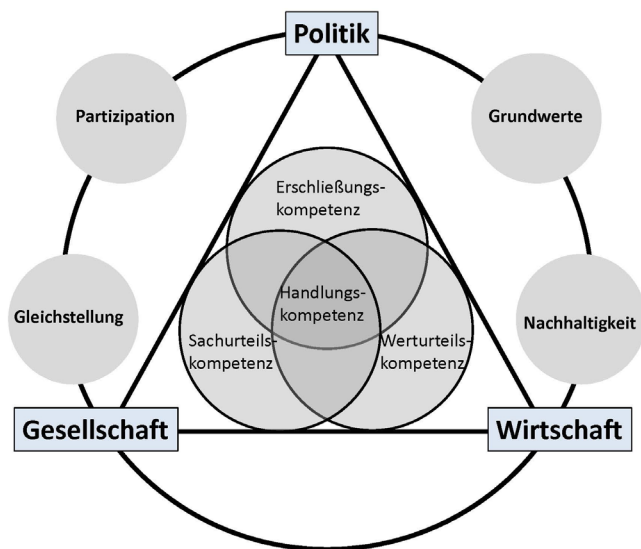 Politik
Partizipation
Grundwerte
Erschließungs-
kompetenz
Handlungs-
kompetenz
Gleichstellung
Nachhaltigkeit
Sachurteils-
kompetenz
Werturteils-
kompetenz
Gesellschaft
Wirtschaft